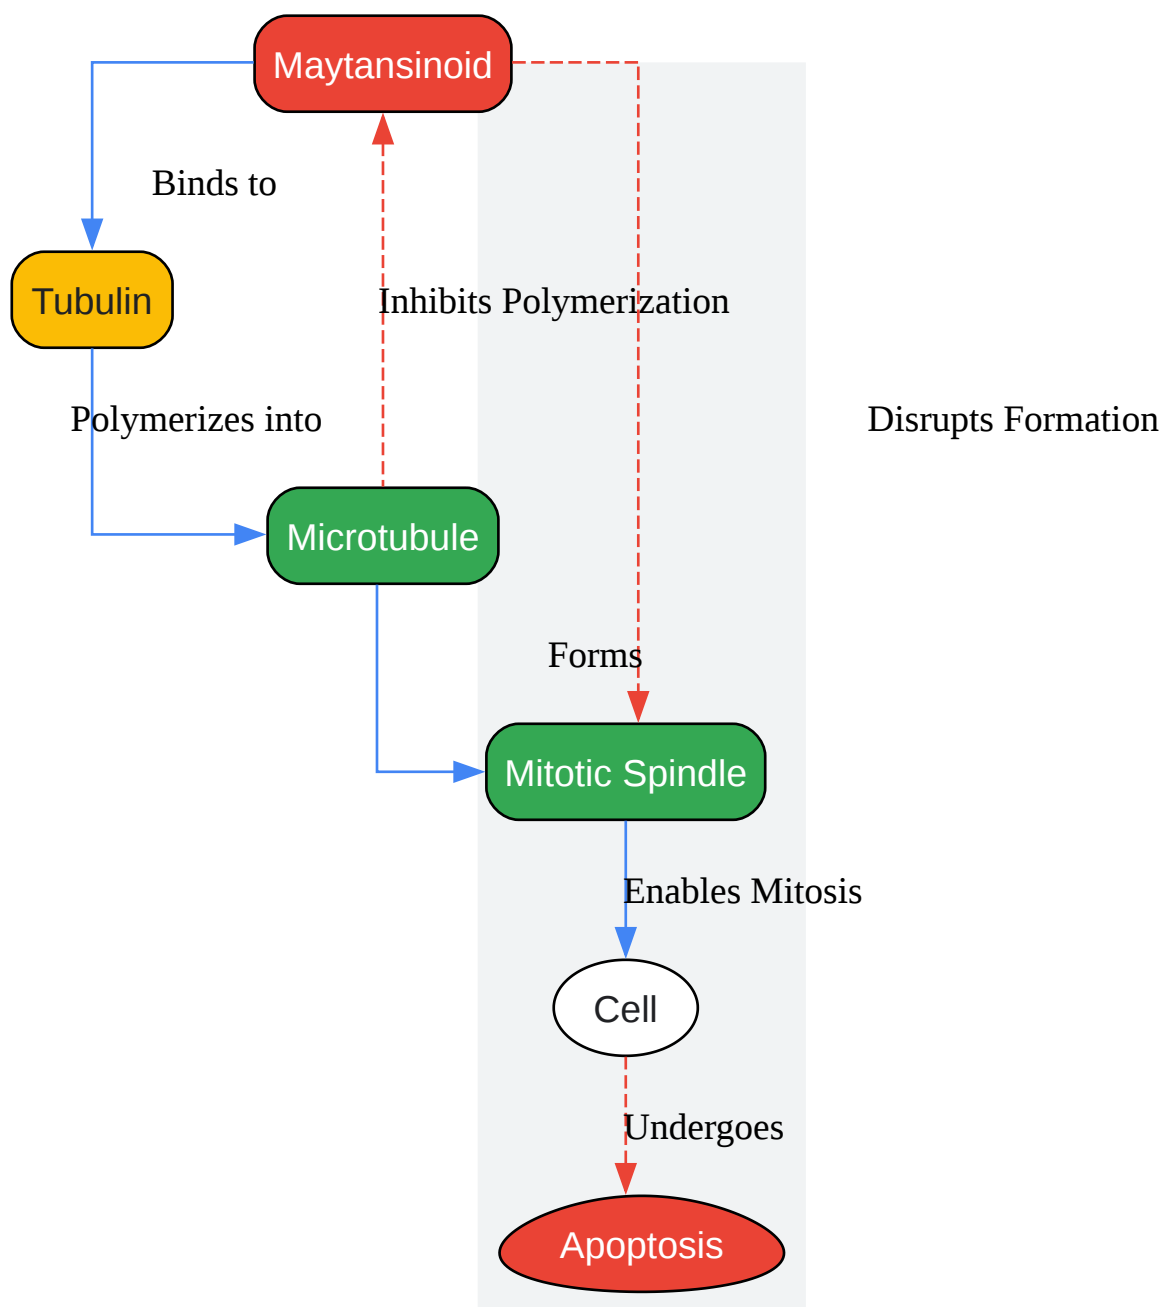 Maytansinoid
Binds to
Tubulin
Inhibits Polymerization
Polymerizes into
Disrupts Formation
Microtubule
Forms
Mitotic Spindle
Enables Mitosis
Cell
Undergoes
Apoptosis